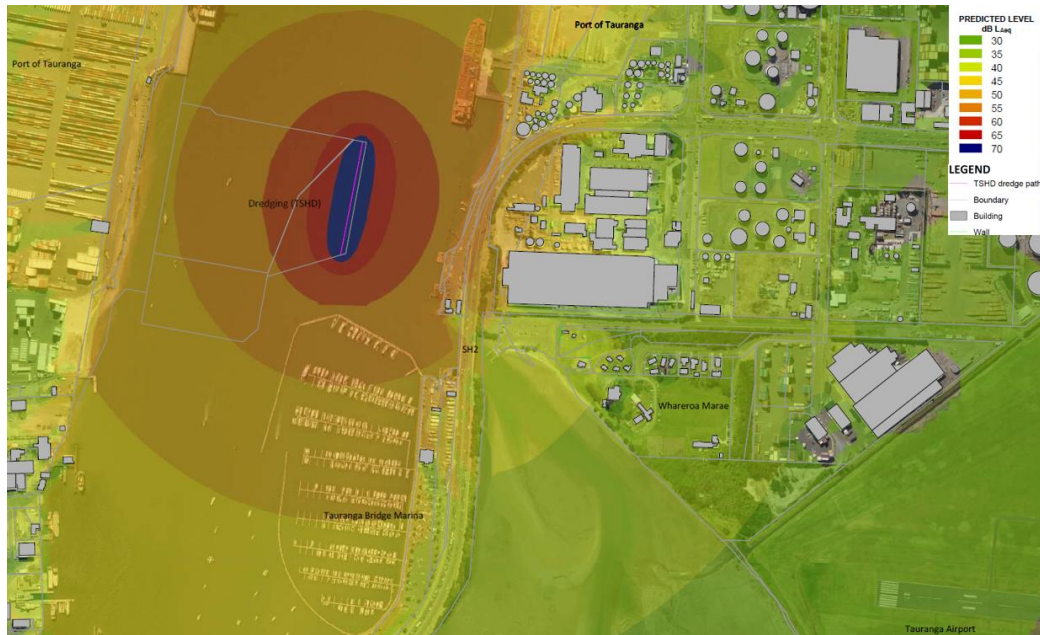 Port of Tauranga
Port of Tauranga
PREDICTED LEVEL
dB LAeq
30
35
40
45
50
55
60
65
70
LEGEND
TSHD dredge path
Boundary
Building
Wall
Dredging (TSHD)
SH2
Whareroa Marae
Tauranga Bridge Marina
Tauranga Airport